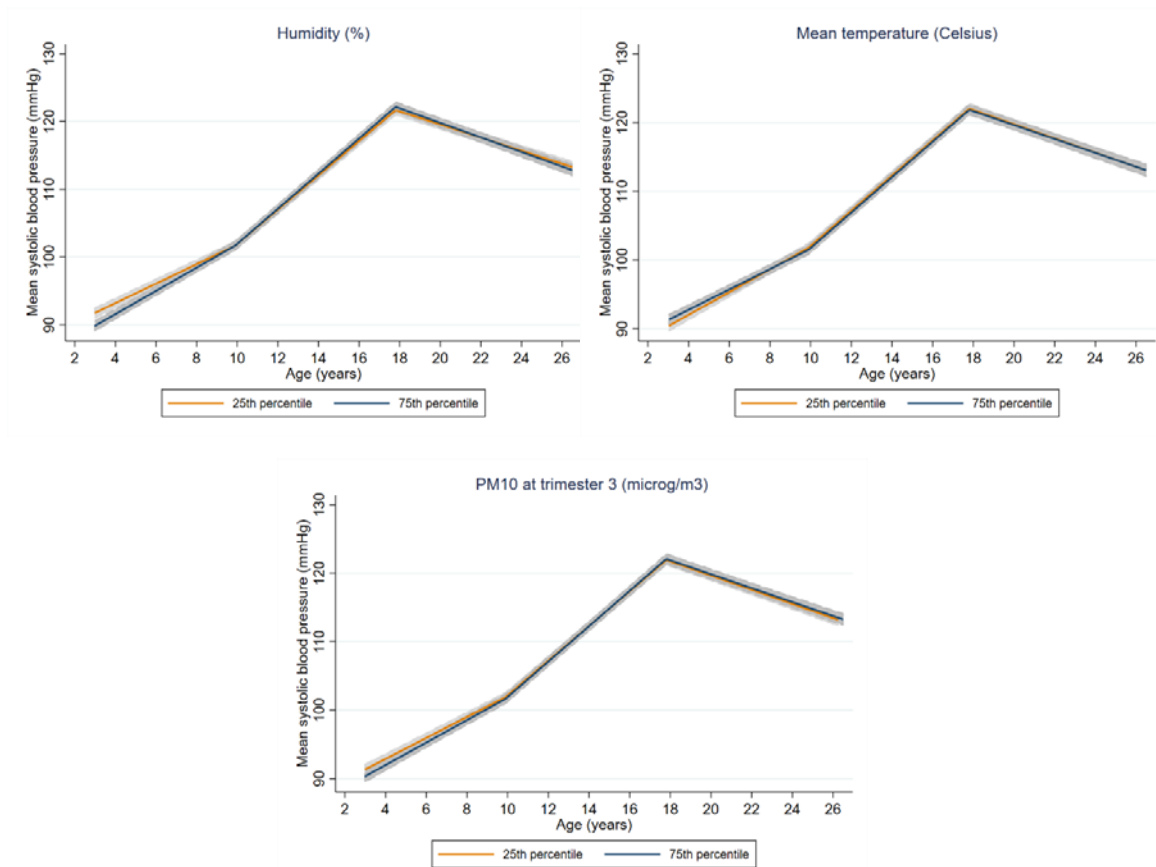 Humidity (%)
Mean systolic blood pressure (mmHg)
130
120
110
100
90
2 4 6 8 10 12 14 16 18 20 22 24 26
Age (years)
25th percentile 75th percentile
Mean temperature (Celsius)
Mean systolic blood pressure (mmHg)
130
120
110
100
90
2 4 6 8 10 12 14 16 18 20 22 24 26
Age (years)
25th percentile 75th percentile
PM10 at trimester 3 (microg/m3)
Mean systolic blood pressure (mmHg)
130
120
110
100
90
2 4 6 8 10 12 14 16 18 20 22 24 26
Age (years)
25th percentile 75th percentile